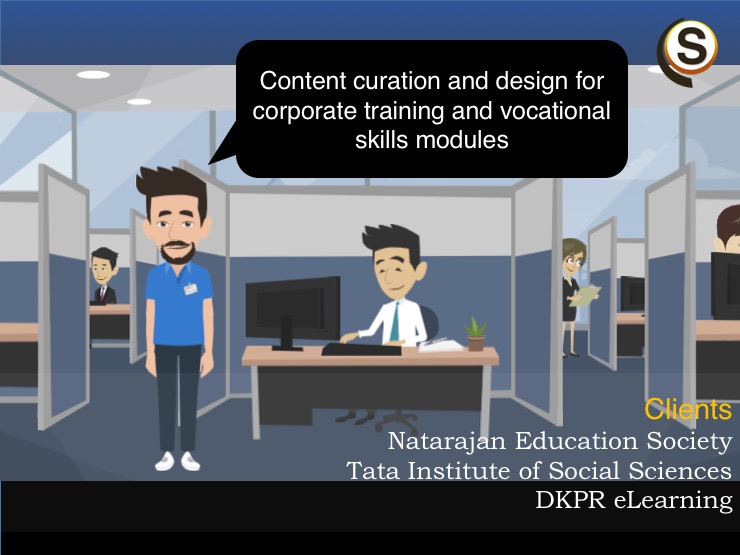 S
Content curation and design for
corporate training and vocational
skills modules
Clients
Natarajan Education Society
Tata Institute of Social Sciences
DKPR eLearning